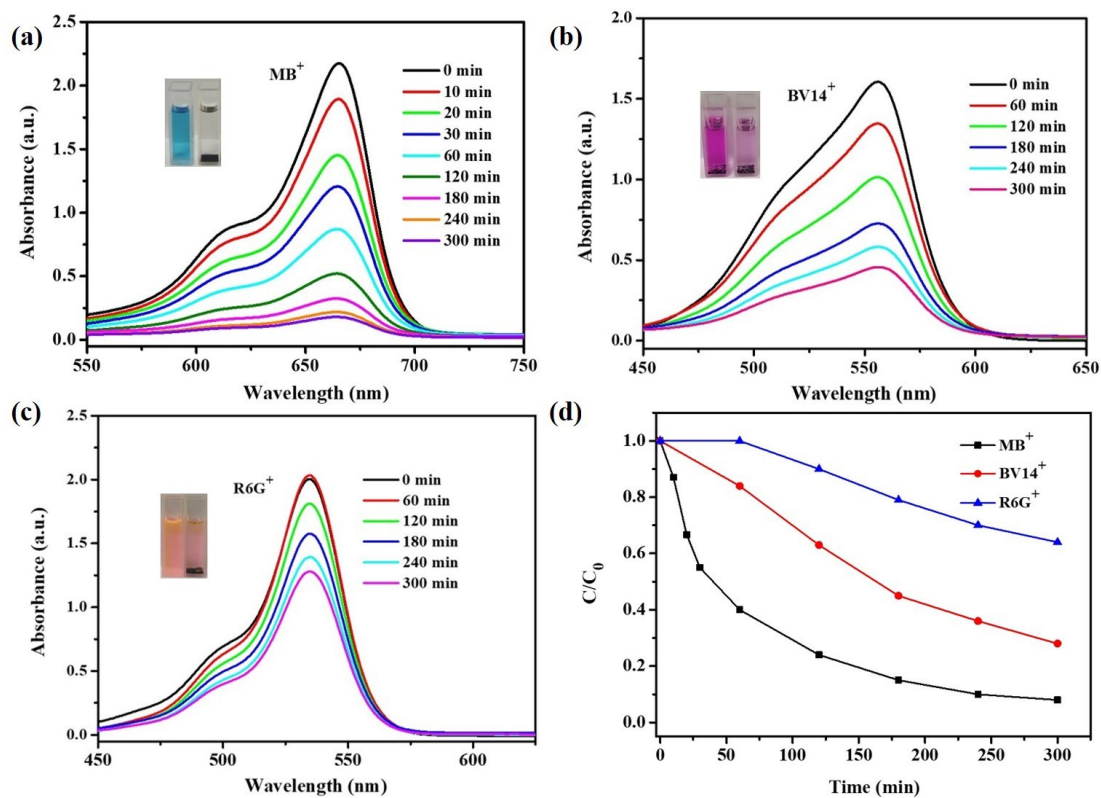 (a)
2.5
2.0
1.5
1.0
0.5
0.0
Absorbance (a.u.)
MB+
0 min
10 min
20 min
30 min
60 min
120 min
180 min
240 min
300 min
550
600
650
700
750
Wavelength (nm)
(b)
2.0
1.5
1.0
0.5
0.0
Absorbance (a.u.)
BV14+
0 min
60 min
120 min
180 min
240 min
300 min
450
500
550
600
650
Wavelength (nm)
(c)
2.5
2.0
1.5
1.0
0.5
0.0
Absorbance (a.u.)
R6G+
0 min
60 min
120 min
180 min
240 min
300 min
450
500
550
600
Wavelength (nm)
(d)
1.0
0.8
0.6
0.4
0.2
0.0
C/C0
MB+
BV14+
R6G+
0
50
100
150
200
250
300
Time (min)